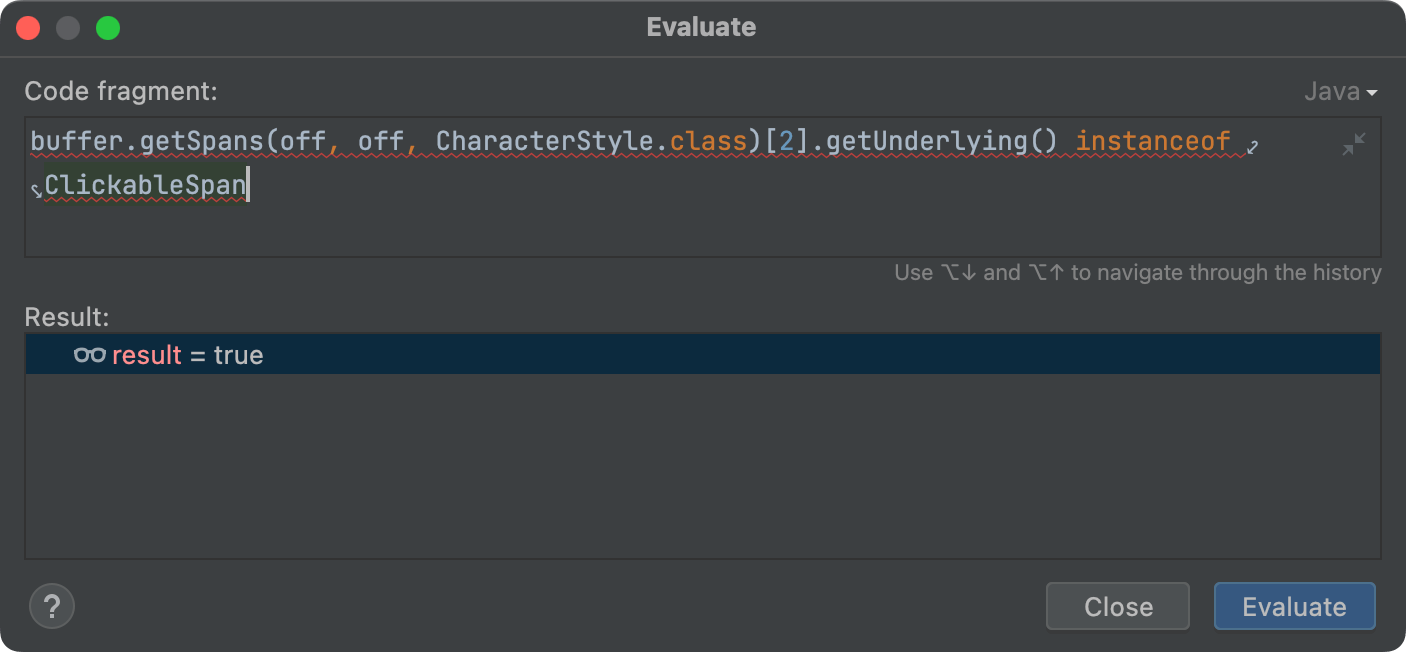 Evaluate
Code fragment:
Java
buffer.getSpans(off, off, CharacterStyle.class)[2].getUnderlying() instanceof
ClickableSpan
Use ⌥↓ and ⌥↑ to navigate through the history
Result:
result = true
?
Close
Evaluate